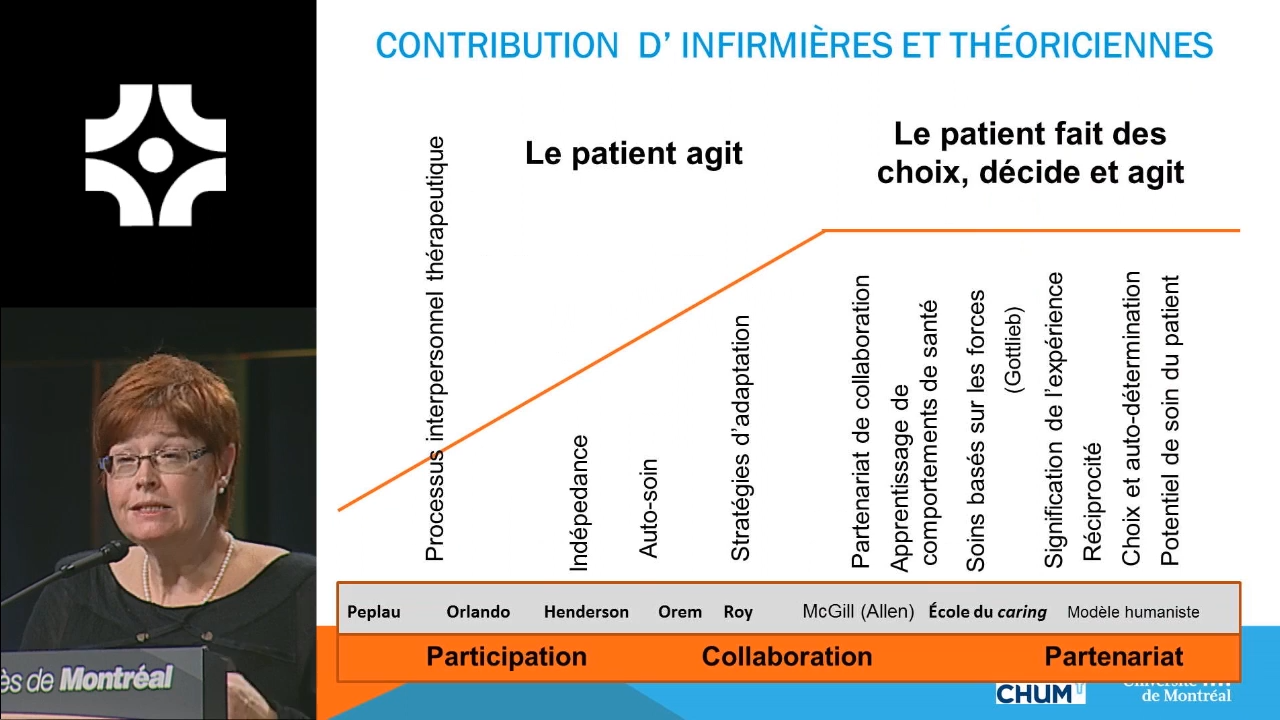 CONTRIBUTION D’ INFIRMIÈRES ET THÉORICIENNES
Le patient agit
Le patient fait des
choix, décide et agit
Processus interpersonnel thérapeutique
Indépedance
Auto-soin
Stratégies d’adaptation
Partenariat de collaboration
Apprentissage de
comportements de santé
Soins basés sur les forces
(Gottlieb)
Signification de l’expérience
Réciprocité
Choix et auto-détermination
Potentiel de soin du patient
Peplau Orlando Henderson Orem Roy McGill (Allen) École du caring Modèle humaniste
Participation Collaboration Partenariat
ès de Montréal
CHUM
Université
de Montréal